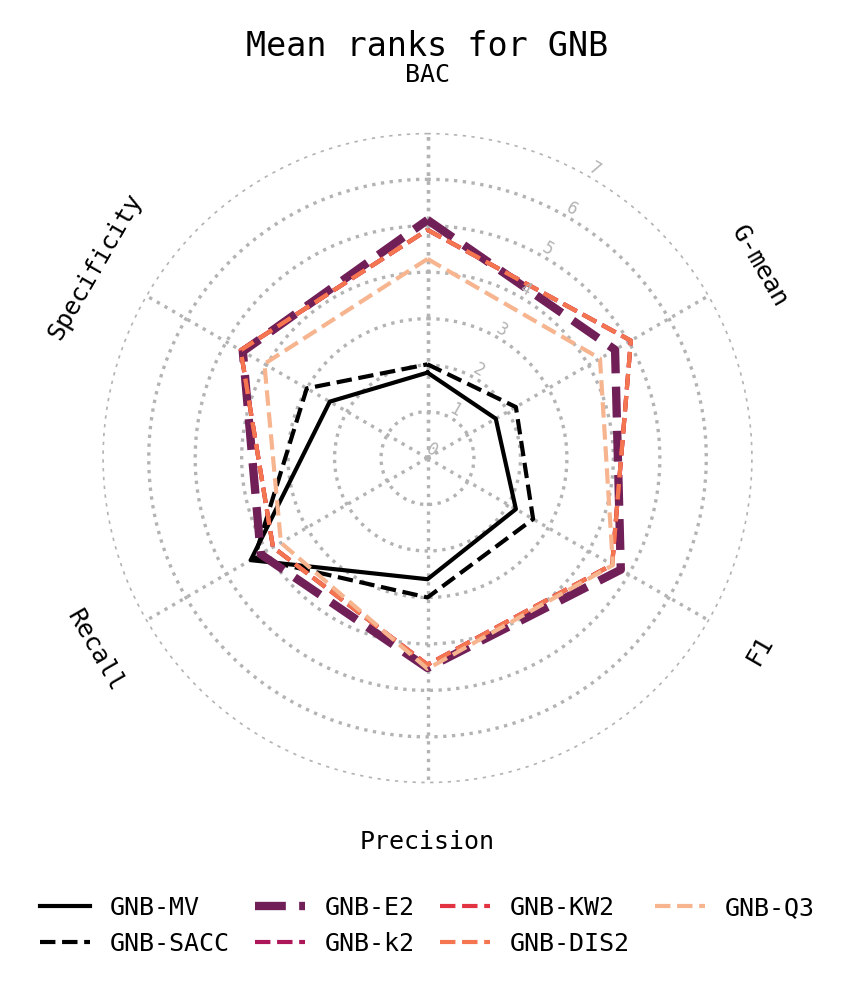 Mean ranks for GNB
BAC
G-mean
Specificity
7
6
5
4
3
2
1
0
Recall
F1
Precision
GNB-MV
GNB-E2
GNB-KW2
GNB-Q3
GNB-SACC
GNB-k2
GNB-DIS2